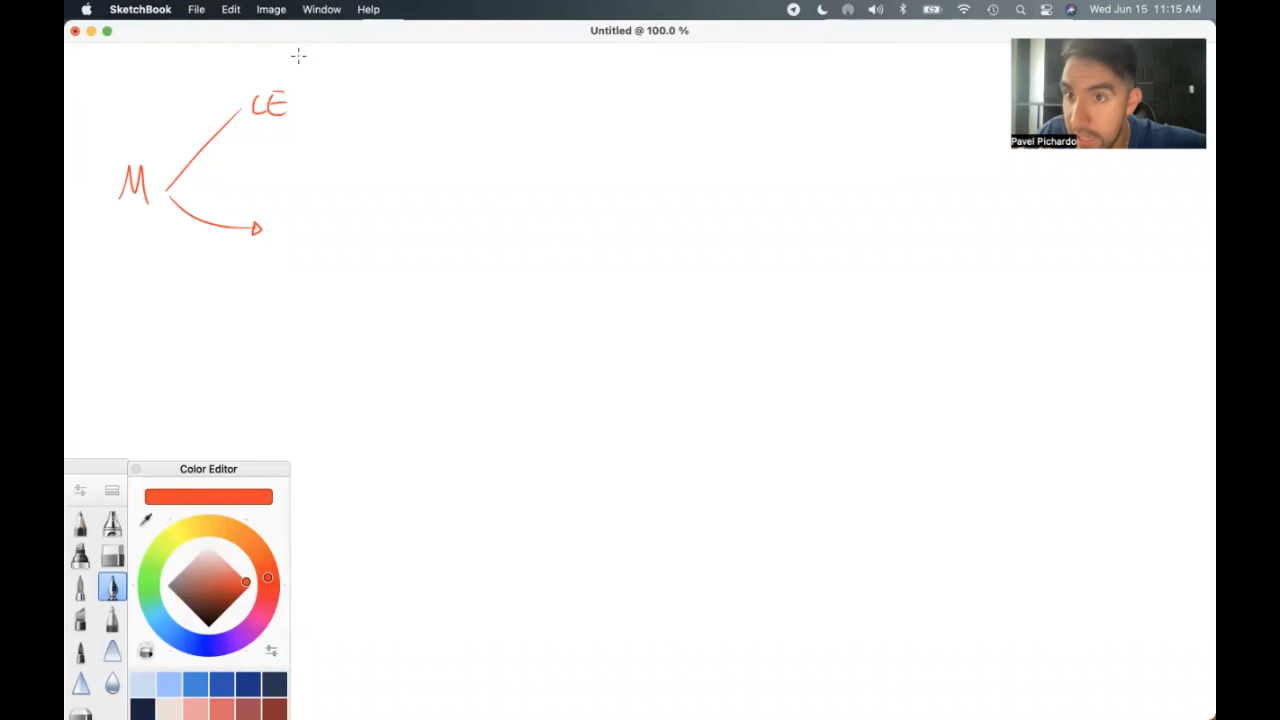 SketchBook File Edit Image Window Help Wed Jun 15 11:15 AM
Untitled @ 100.0 %
Pavel Pichardo
CE
M
Color Editor